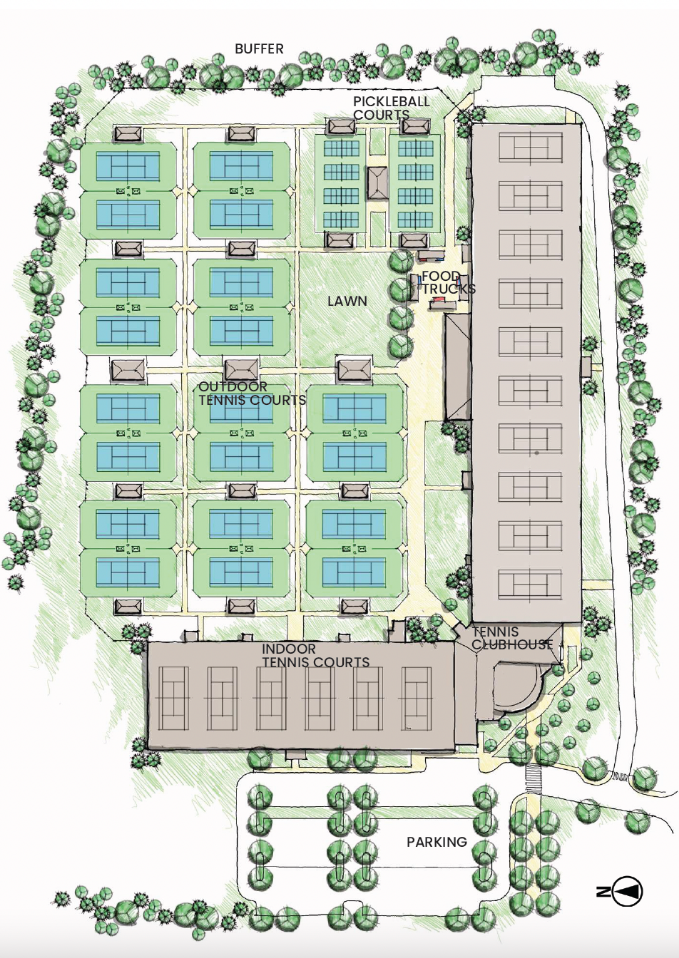 BUFFER
PICKLEBALL
COURTS
FOOD
TRUCKS
LAWN
OUTDOOR
TENNIS COURTS
TENNIS
CLUBHOUSE
INDOOR
TENNIS COURTS
PARKING
N